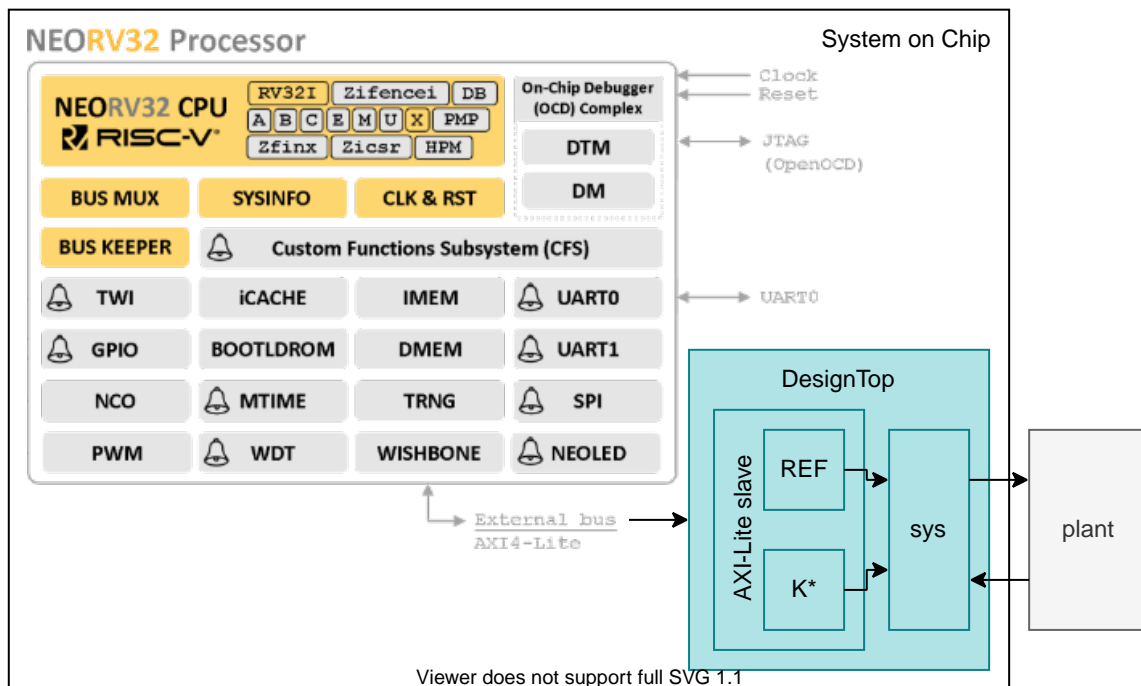 NEORV32 Processor
System on Chip
NEORV32 CPU
RISC-V®
RV32I Zifencei DB
A B C E M U X PMP
Zfinx Zicsr HPM
On-Chip Debugger
(OCD) Complex
DTM
DM
Clock
Reset
JTAG
(OpenOCD)
BUS MUX SYSINFO CLK & RST
BUS KEEPER Custom Functions Subsystem (CFS)
TWI iCACHE IMEM UART0
UART0
GPIO BOOTLDROM DMEM UART1
NCO MTIME TRNG SPI
PWM WDT WISHBONE NEOLED
External bus
AXI4-Lite
DesignTop
AXI-Lite slave
REF
K*
sys
plant
Viewer does not support full SVG 1.1